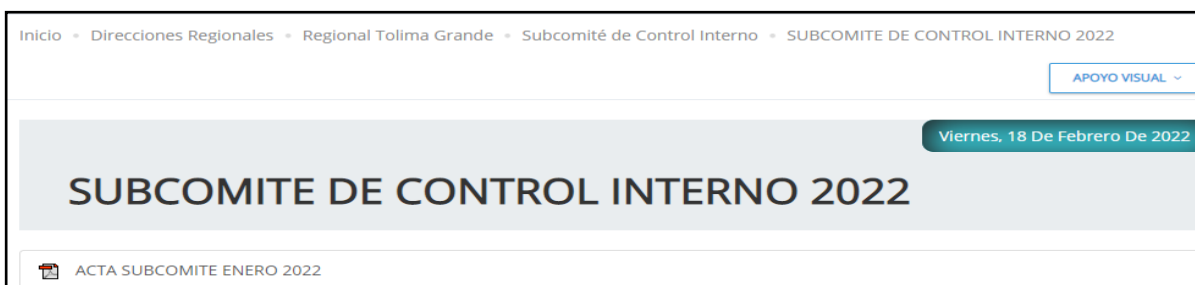 Inicio • Direcciones Regionales • Regional Tolima Grande • Subcomité de Control Interno • SUBCOMITE DE CONTROL INTERNO 2022
APOYO VISUAL
Viernes, 18 De Febrero De 2022
SUBCOMITE DE CONTROL INTERNO 2022
ACTA SUBCOMITE ENERO 2022